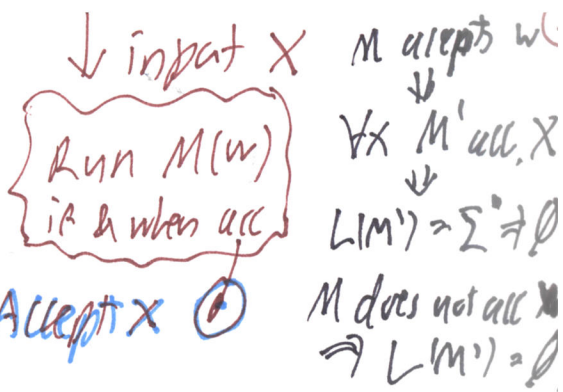 ↓ input X
Run M(w)
if & when acc
Accept X
M accepts w
⇓
∀x M' acc. X
⇓
L(M') = Σ* ≠ ∅
M does not acc
⇒ L(M') = ∅